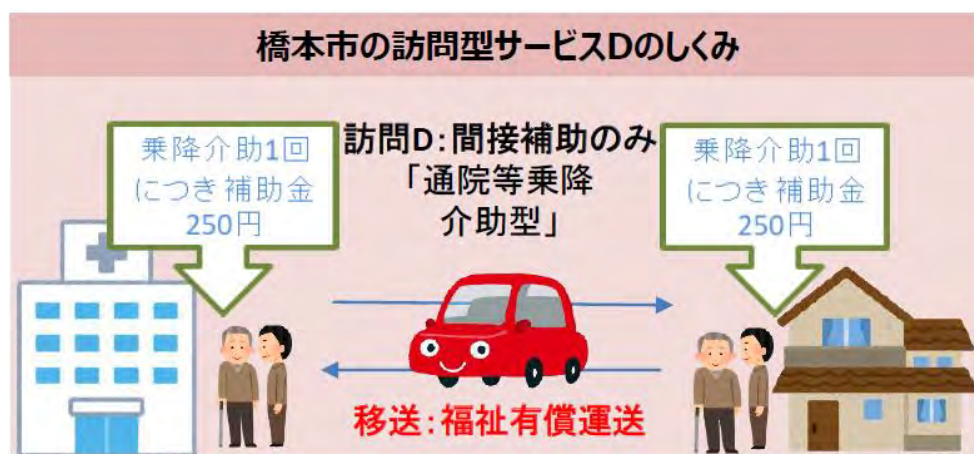 橋本市の訪問型サービスDのしくみ
乗降介助1回
につき補助金
250円
訪問D:間接補助のみ
「通院等乗降
介助型」
乗降介助1回
につき補助金
250円
移送:福祉有償運送